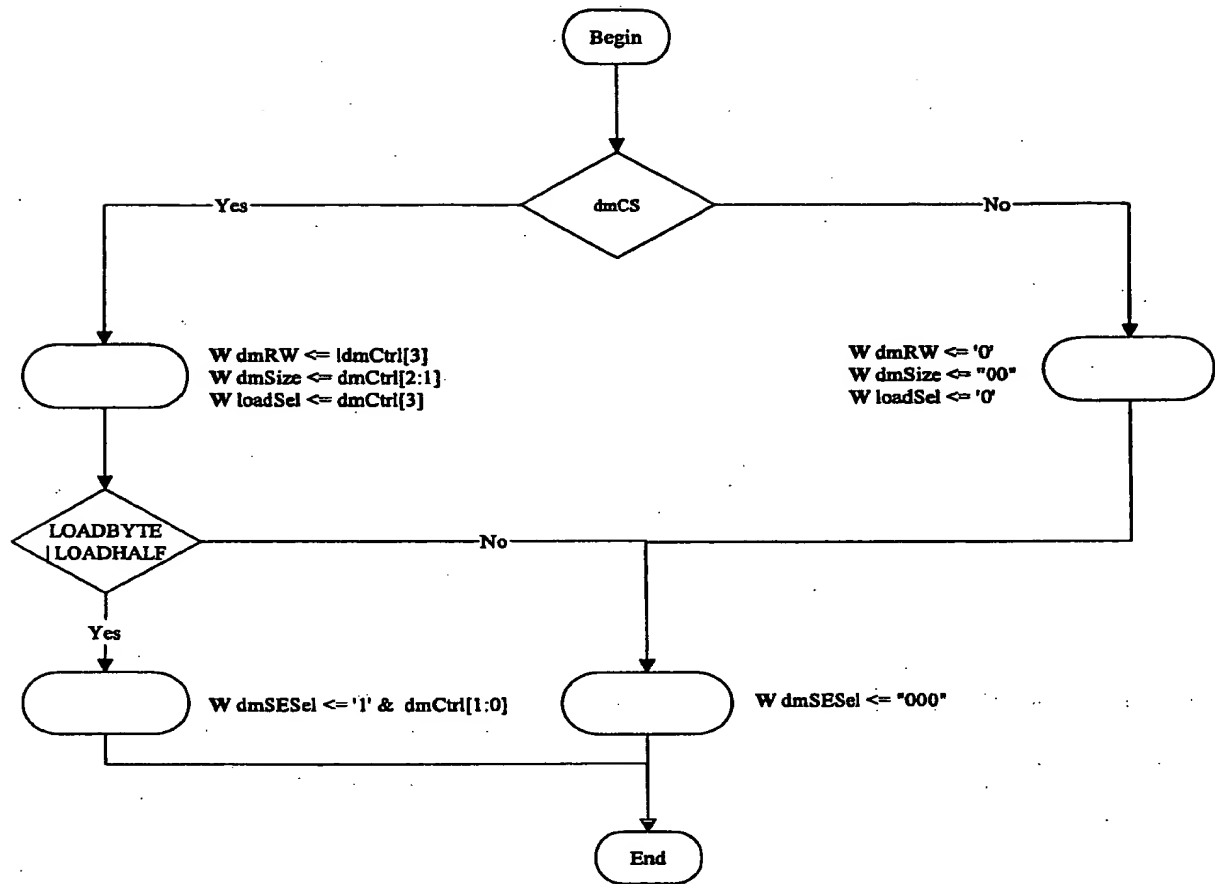 Begin
dmCS
Yes
No
W dmRW <= !dmCtrl[3]
W dmSize <= dmCtrl[2:1]
W loadSel <= dmCtrl[3]
W dmRW <= '0'
W dmSize <= "00"
W loadSel <= '0'
LOADBYTE
| LOADHALF
No
Yes
W dmSESel <= '1' & dmCtrl[1:0]
W dmSESel <= "000"
End